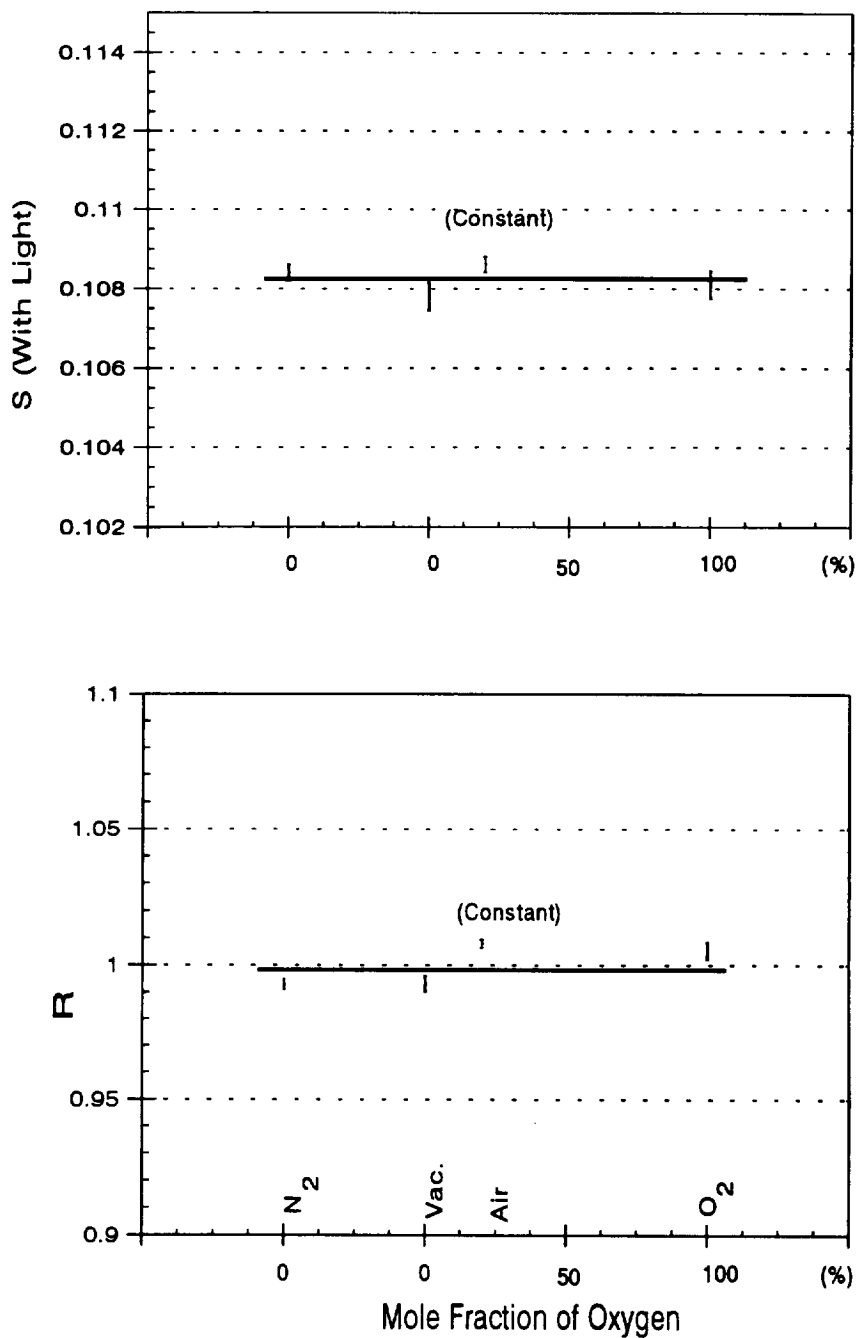 0.114
0.112
0.11
(Constant)
0.108
0.106
0.104
0.102
S (With Light)
0 0 50 100 (%)
1.1
1.05
(Constant)
1
0.95
0.9
R
N2 Vac. Air O2
0 0 50 100 (%)
Mole Fraction of Oxygen